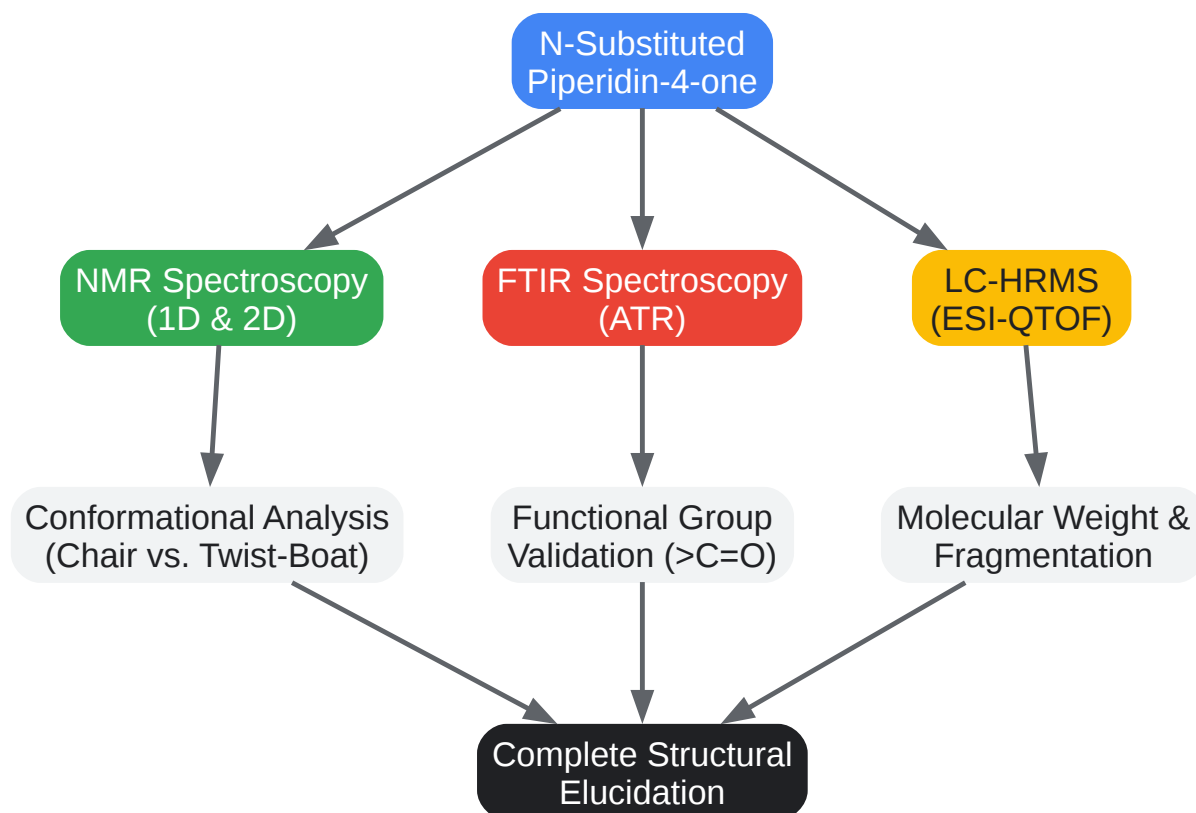 N-Substituted
Piperidin-4-one
NMR Spectroscopy
(1D & 2D)
FTIR Spectroscopy
(ATR)
LC-HRMS
(ESI-QTOF)
Conformational Analysis
(Chair vs. Twist-Boat)
Functional Group
Validation (>C=O)
Molecular Weight &
Fragmentation
Complete Structural
Elucidation